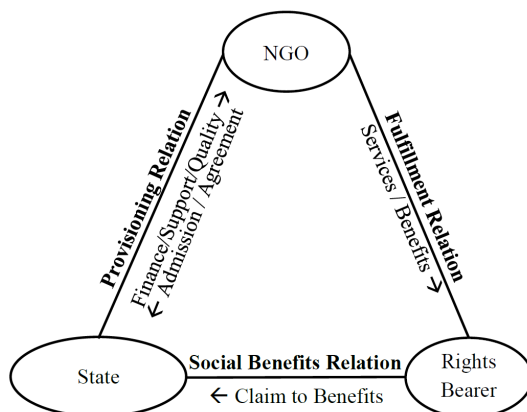 NGO
Provisioning Relation
Finance/Support/Quality →
← Admission / Agreement
Fulfillment Relation
Services / Benefits →
State
Social Benefits Relation
← Claim to Benefits
Rights
Bearer